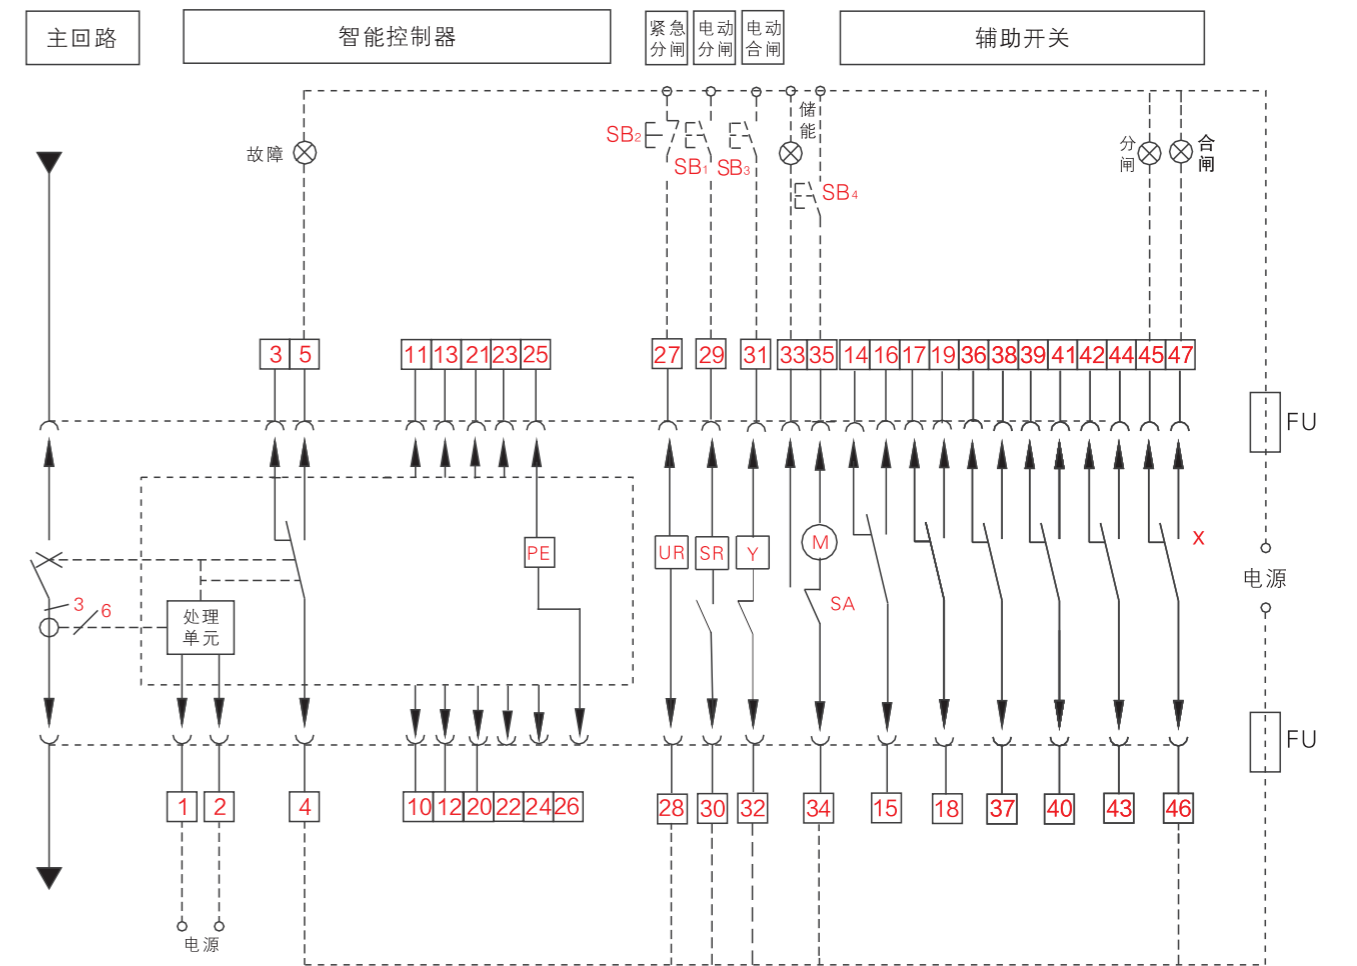 主回路
智能控制器
紧急
分闸
电动
分闸
电动
合闸
辅助开关
故障
SB2
SB1
SB3
储
能
SB4
分
闸
合
闸
3 5
11 13 21 23 25
27 29 31 33 35 14 16 17 19 36 38 39 41 42 44 45 47
FU
PE
UR
SR
Y
M
SA
X
电源
3
6
处理
单元
FU
1 2 4
10 12 20 22 24 26
28 30 32 34 15 18 37 40 43 46
电源